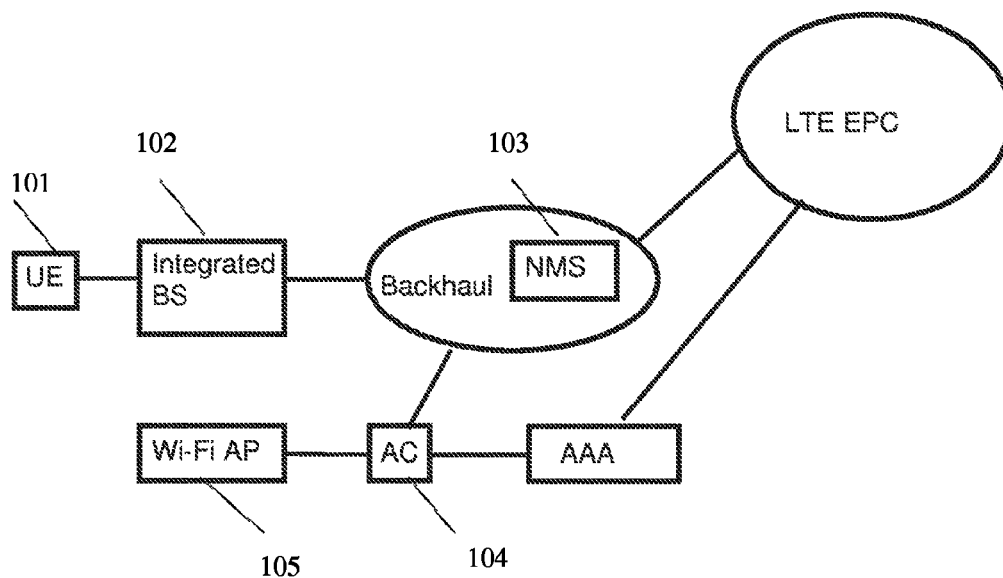 LTE EPC
102
103
101
UE
Integrated
BS
Backhaul
NMS
Wi-Fi AP
AC
AAA
105
104